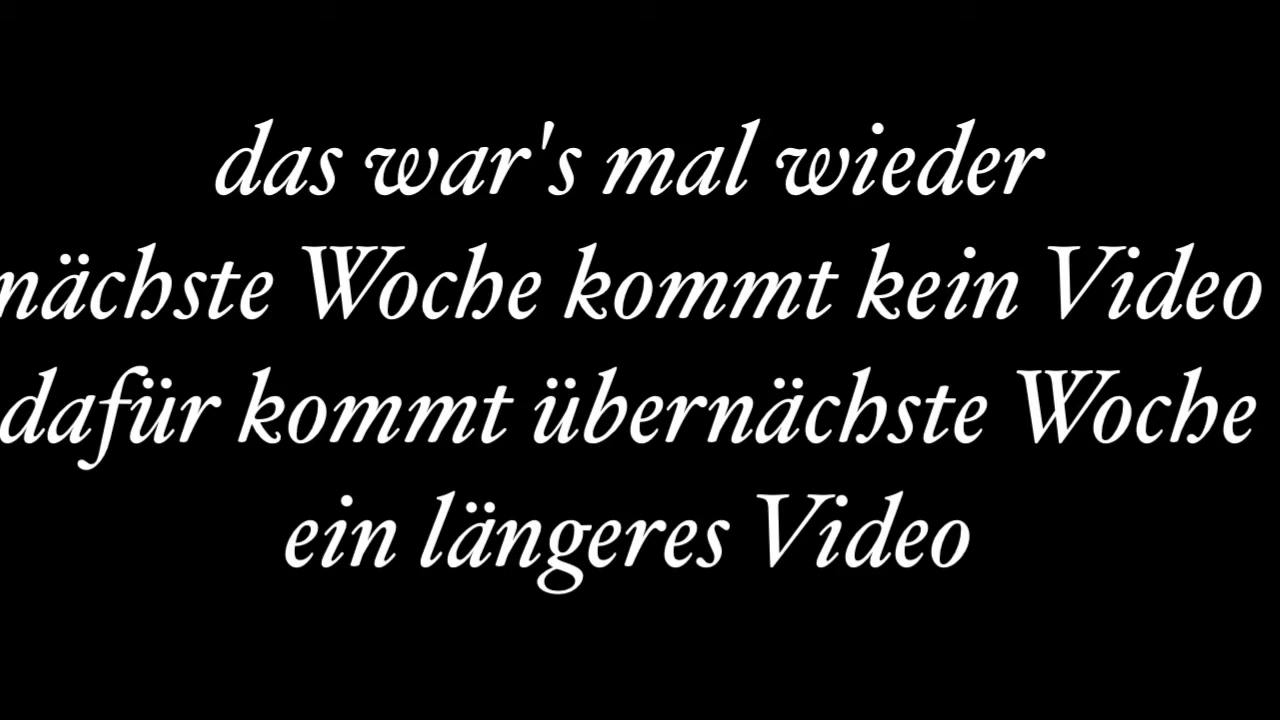 das war's mal wieder
nächste Woche kommt kein Video
dafür kommt übernächste Woche
ein längeres Video